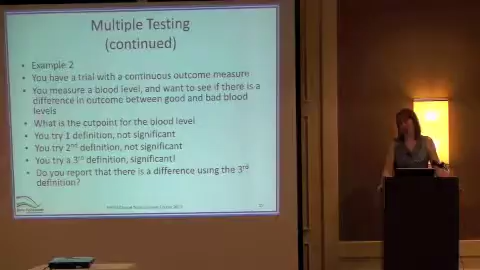 Multiple Testing
(continued)
• Example 2
• You have a trial with a continuous outcome measure
• You measure a blood level, and want to see if there is a
difference in outcome between good and bad blood
levels
• What is the cutpoint for the blood level
• You try 1 definition, not significant
• You try 2nd definition, not significant
• You try a 3rd definition, significant!
• Do you report that there is a difference using the 3rd
definition?